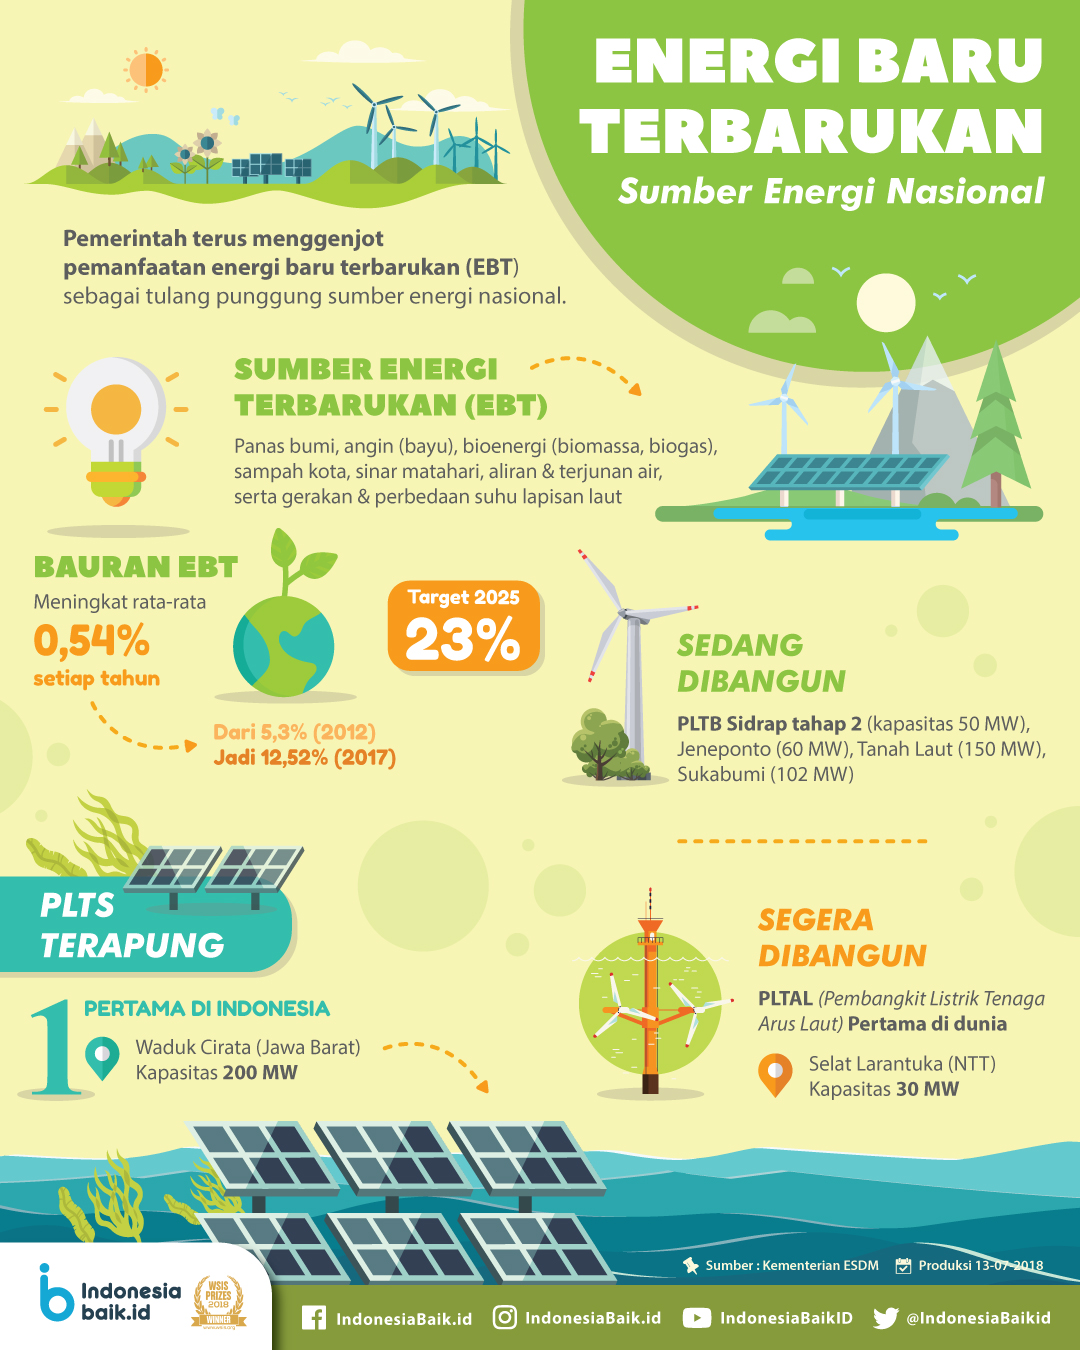 ENERGI BARU
TERBARUKAN
Sumber Energi Nasional
Pemerintah terus menggenjot
pemanfaatan energi baru terbarukan (EBT)
sebagai tulang punggung sumber energi nasional.
SUMBER ENERGI
TERBARUKAN (EBT)
Panas bumi, angin (bayu), bioenergi (biomassa, biogas),
sampah kota, sinar matahari, aliran & terjunan air,
serta gerakan & perbedaan suhu lapisan laut
BAURAN EBT
Meningkat rata-rata
0,54%
setiap tahun
Dari 5,3% (2012)
Jadi 12,52% (2017)
Target 2025
23%
SEDANG
DIBANGUN
PLTB Sidrap tahap 2 (kapasitas 50 MW),
Jeneponto (60 MW), Tanah Laut (150 MW),
Sukabumi (102 MW)
PLTS
TERAPUNG
1 PERTAMA DI INDONESIA
Waduk Cirata (Jawa Barat)
Kapasitas 200 MW
SEGERA
DIBANGUN
PLTAL (Pembangkit Listrik Tenaga
Arus Laut) Pertama di dunia
Selat Larantuka (NTT)
Kapasitas 30 MW
Sumber : Kementerian ESDM
Produksi 13-07-2018
Indonesia
baik.id
WSIS
PRIZES
2018
WINNER
IndonesiaBaik.id
IndonesiaBaik.id
IndonesiaBaikID
@IndonesiaBaikid